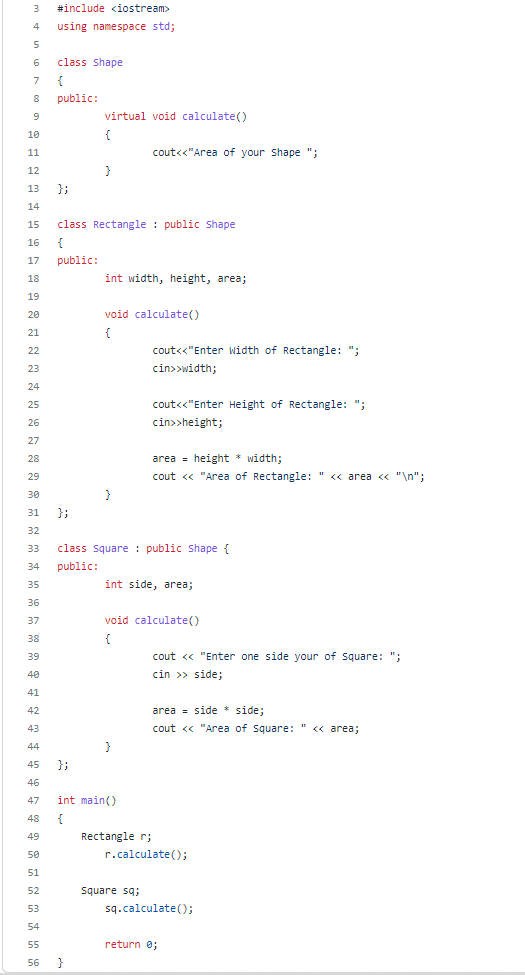 3 #include <iostream>
4 using namespace std;
5
6 class Shape
7 {
8 public:
9 virtual void calculate()
10 {
11 cout<<"Area of your Shape ";
12 }
13 };
14
15 class Rectangle : public Shape
16 {
17 public:
18 int width, height, area;
19
20 void calculate()
21 {
22 cout<<"Enter Width of Rectangle: ";
23 cin>>width;
24
25 cout<<"Enter Height of Rectangle: ";
26 cin>>height;
27
28 area = height * width;
29 cout << "Area of Rectangle: " << area << "\n";
30 }
31 };
32
33 class Square : public Shape {
34 public:
35 int side, area;
36
37 void calculate()
38 {
39 cout << "Enter one side your of Square: ";
40 cin >> side;
41
42 area = side * side;
43 cout << "Area of Square: " << area;
44 }
45 };
46
47 int main()
48 {
49 Rectangle r;
50 r.calculate();
51
52 Square sq;
53 sq.calculate();
54
55 return 0;
56 }